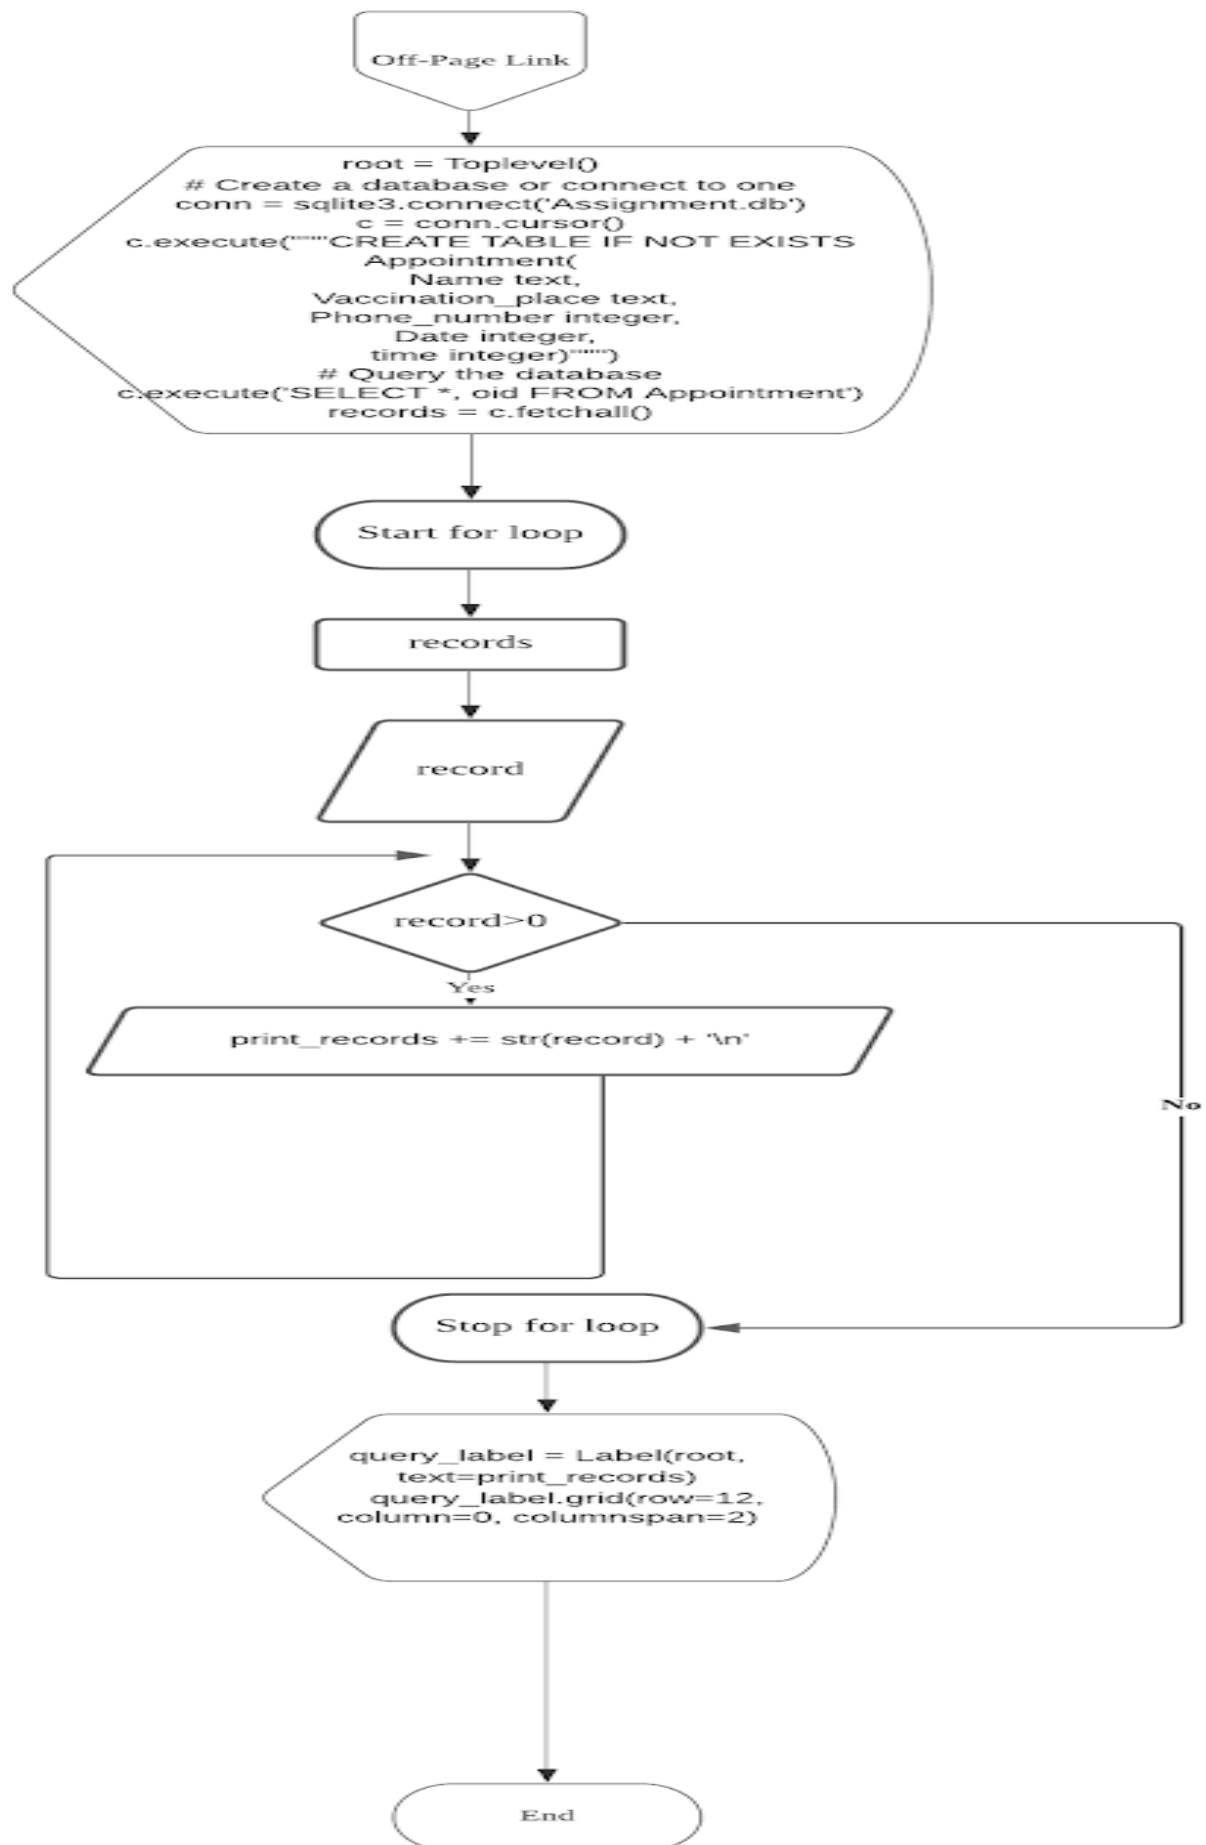 Off-Page Link
root = Toplevel()
# Create a database or connect to one
conn = sqlite3.connect('Assignment.db')
c = conn.cursor()
c.execute("""CREATE TABLE IF NOT EXISTS
Appointment(
Name text,
Vaccination_place text,
Phone_number integer,
Date integer,
time integer)""")
# Query the database
c.execute('SELECT *, oid FROM Appointment')
records = c.fetchall()
Start for loop
records
record
record>0
Yes
print_records += str(record) + '\n'
No
Stop for loop
query_label = Label(root,
text=print_records)
query_label.grid(row=12,
column=0, columnspan=2)
End